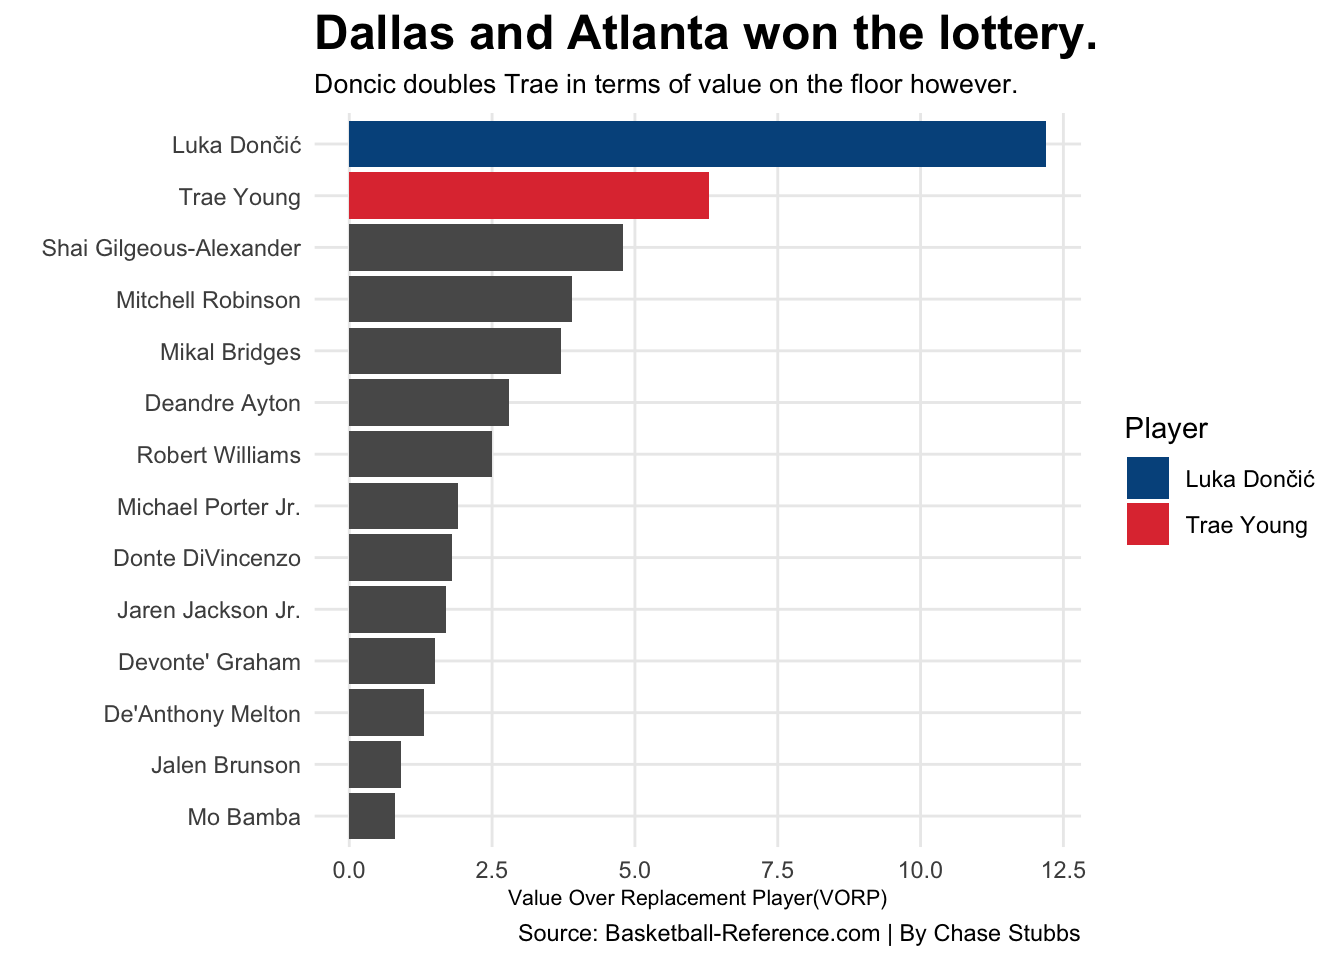 Dallas and Atlanta won the lottery.
Doncic doubles Trae in terms of value on the floor however.
Luka Dončić
Trae Young
Shai Gilgeous-Alexander
Mitchell Robinson
Mikal Bridges
Deandre Ayton
Robert Williams
Michael Porter Jr.
Donte DiVincenzo
Jaren Jackson Jr.
Devonte' Graham
De'Anthony Melton
Jalen Brunson
Mo Bamba
0.0 2.5 5.0 7.5 10.0 12.5
Value Over Replacement Player(VORP)
Source: Basketball-Reference.com | By Chase Stubbs
Player
Luka Dončić
Trae Young